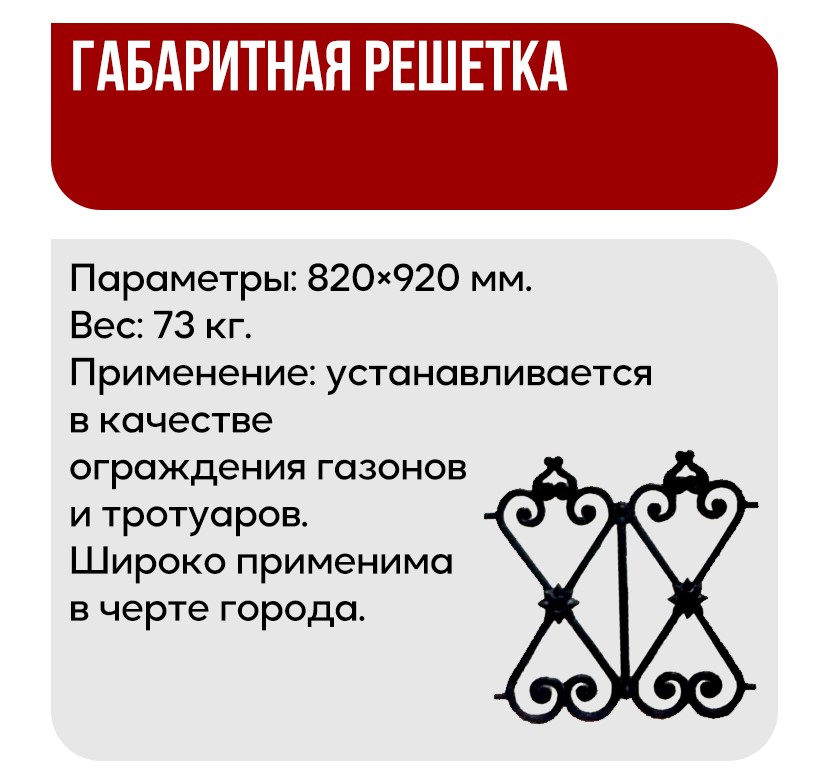 ГАБАРИТНАЯ РЕШЕТКА
Параметры: 820×920 мм.
Вес: 73 кг.
Применение: устанавливается
в качестве
ограждения газонов
и тротуаров.
Широко применима
в черте города.